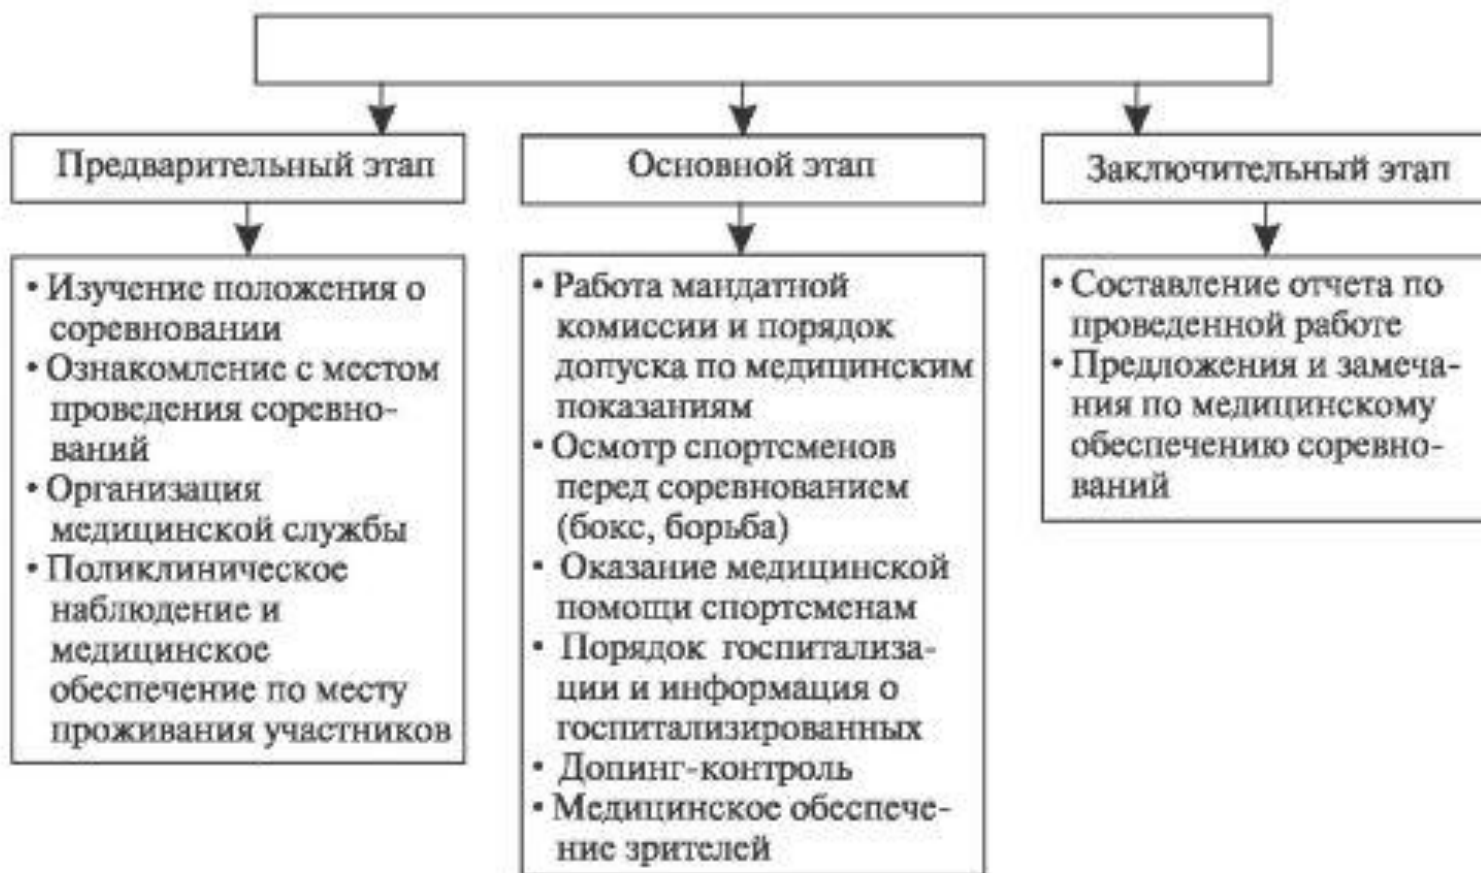 Предварительный этап
Основной этап
Заключительный этап
• Изучение положения о
соревновании
• Ознакомление с местом
проведения соревно-
ваний
• Организация
медицинской службы
• Поликлиническое
наблюдение и
медицинское
обеспечение по месту
проживания участников
• Работа мандатной
комиссии и порядок
допуска по медицинским
показаниям
• Осмотр спортсменов
перед соревнованием
(бокс, борьба)
• Оказание медицинской
помощи спортсменам
• Порядок госпитализа-
ции и информация о
госпитализированных
• Допинг-контроль
• Медицинское обеспече-
ние зрителей
• Составление отчета по
проведенной работе
• Предложения и замеча-
ния по медицинскому
обеспечению соревно-
ваний